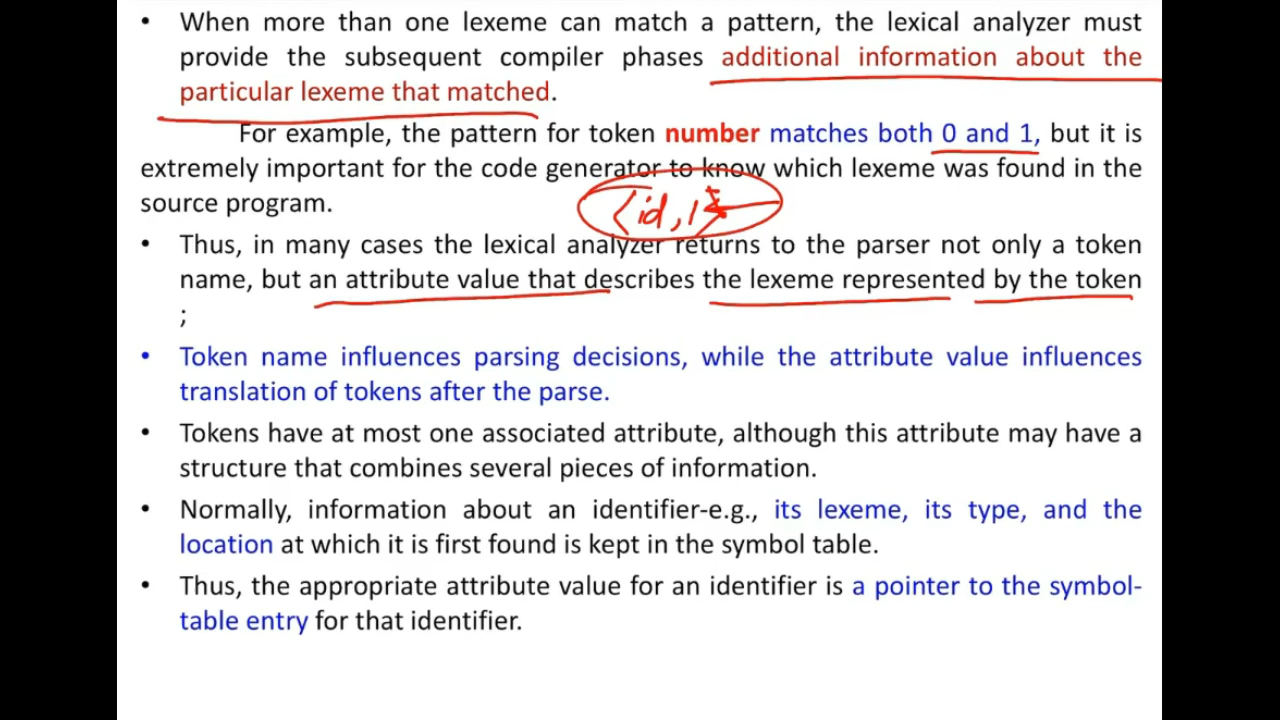 • When more than one lexeme can match a pattern, the lexical analyzer must
provide the subsequent compiler phases additional information about the
particular lexeme that matched.
For example, the pattern for token number matches both 0 and 1, but it is
extremely important for the code generator to know which lexeme was found in the
source program.
⟨id, 1⟩
• Thus, in many cases the lexical analyzer returns to the parser not only a token
name, but an attribute value that describes the lexeme represented by the token
;
• Token name influences parsing decisions, while the attribute value influences
translation of tokens after the parse.
• Tokens have at most one associated attribute, although this attribute may have a
structure that combines several pieces of information.
• Normally, information about an identifier-e.g., its lexeme, its type, and the
location at which it is first found is kept in the symbol table.
• Thus, the appropriate attribute value for an identifier is a pointer to the symbol-
table entry for that identifier.